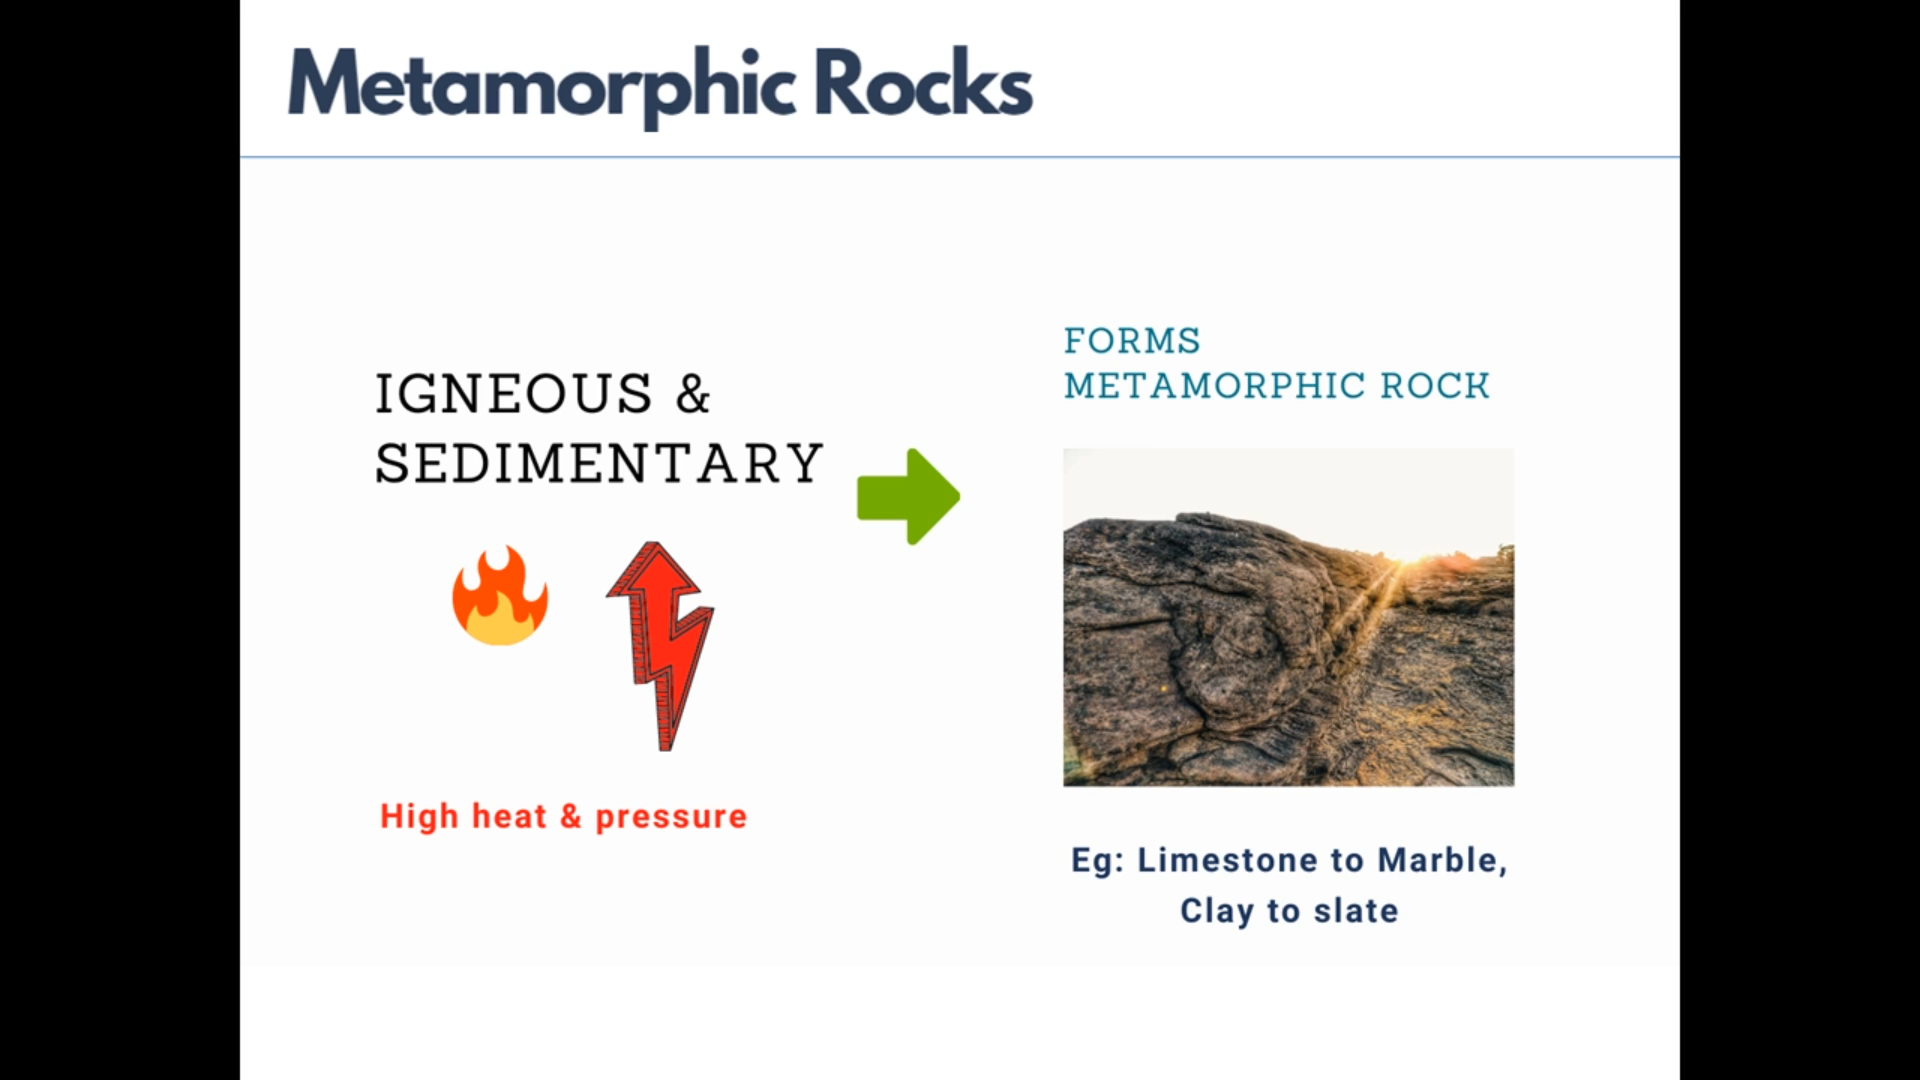 Metamorphic Rocks
IGNEOUS &
SEDIMENTARY
High heat & pressure
FORMS
METAMORPHIC ROCK
Eg: Limestone to Marble,
Clay to slate